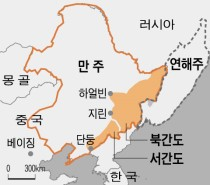 러시아
만 주
연해주
몽 골
하얼빈
중 국
지린
베이징
단둥
북간도
서간도
0 300km
한 국